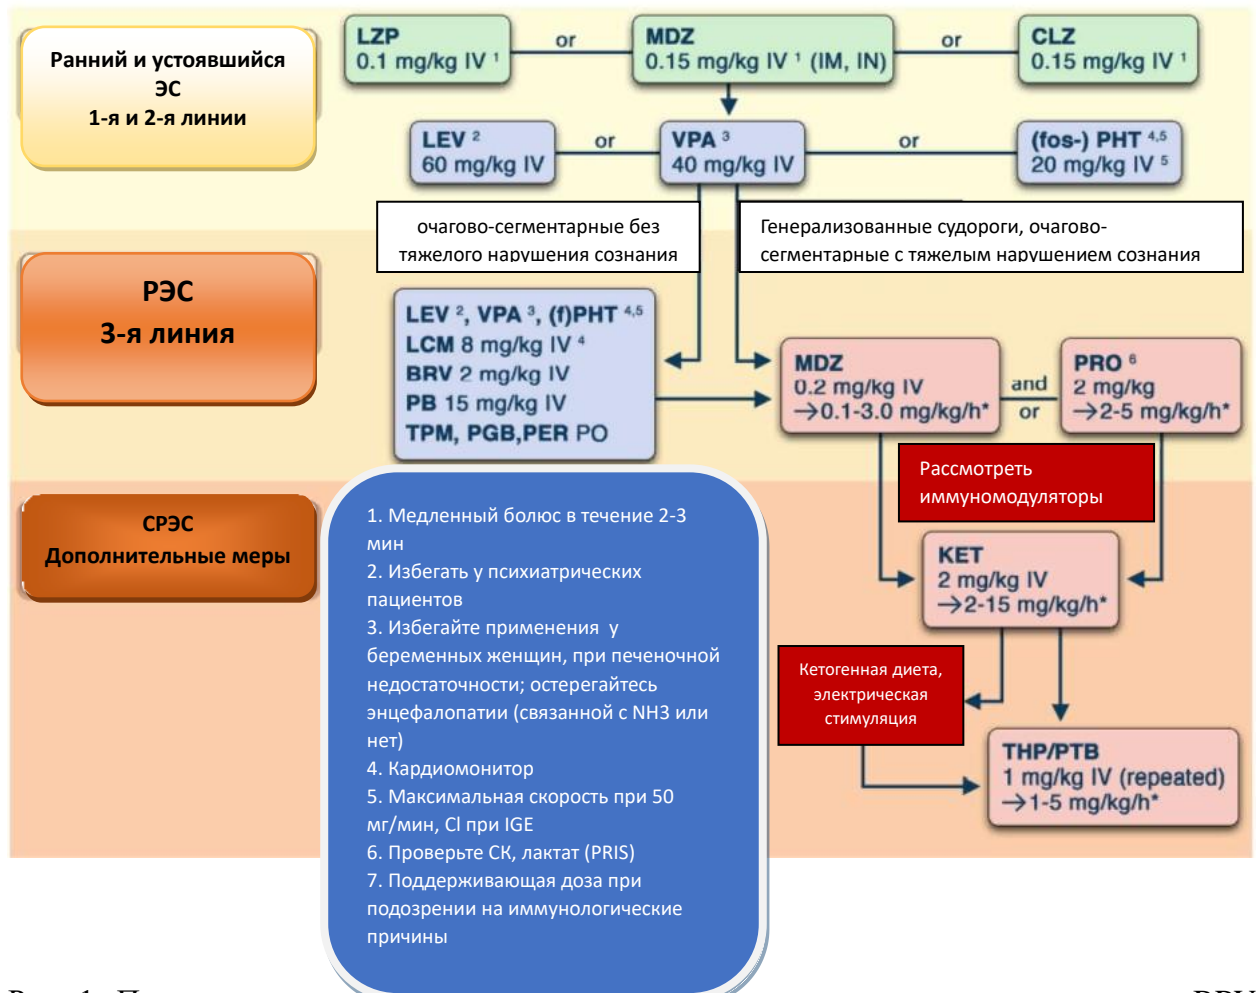 Ранний и устоявшийся
ЭС
1-я и 2-я линии
LZP
0.1 mg/kg IV ¹
or
MDZ
0.15 mg/kg IV ¹ (IM, IN)
or
CLZ
0.15 mg/kg IV ¹
LEV ²
60 mg/kg IV
or
VPA ³
40 mg/kg IV
or
(fos-) PHT ⁴,⁵
20 mg/kg IV ⁵
очагово-сегментарные без
тяжелого нарушения сознания
Генерализованные судороги, очагово-
сегментарные с тяжелым нарушением сознания
РЭС
3-я линия
LEV ², VPA ³, (f)PHT ⁴,⁵
LCM 8 mg/kg IV ⁴
BRV 2 mg/kg IV
PB 15 mg/kg IV
TPM, PGB,PER PO
MDZ
0.2 mg/kg IV
→0.1-3.0 mg/kg/h*
and
or
PRO ⁶
2 mg/kg
→2-5 mg/kg/h*
Рассмотреть
иммуномодуляторы
СРЭС
Дополнительные меры
KET
2 mg/kg IV
→2-15 mg/kg/h*
Кетогенная диета,
электрическая
стимуляция
THP/PTB
1 mg/kg IV (repeated)
→1-5 mg/kg/h*
1. Медленный болюс в течение 2-3
мин
2. Избегать у психиатрических
пациентов
3. Избегайте применения у
беременных женщин, при печеночной
недостаточности; остерегайтесь
энцефалопатии (связанной с NH3 или
нет)
4. Кардиомонитор
5. Максимальная скорость при 50
мг/мин, Cl при IGE
6. Проверьте СК, лактат (PRIS)
7. Поддерживающая доза при
подозрении на иммунологические
причины